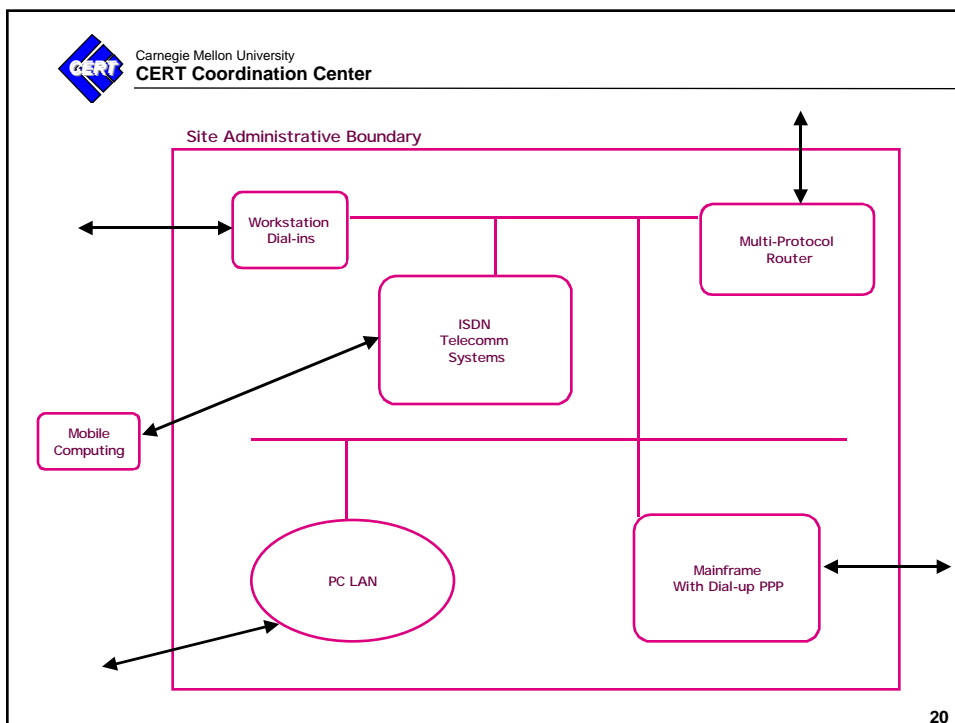 CERT
Carnegie Mellon University
CERT Coordination Center
Site Administrative Boundary
Workstation
Dial-ins
Multi-Protocol
Router
ISDN
Telecomm
Systems
Mobile
Computing
PC LAN
Mainframe
With Dial-up PPP
20